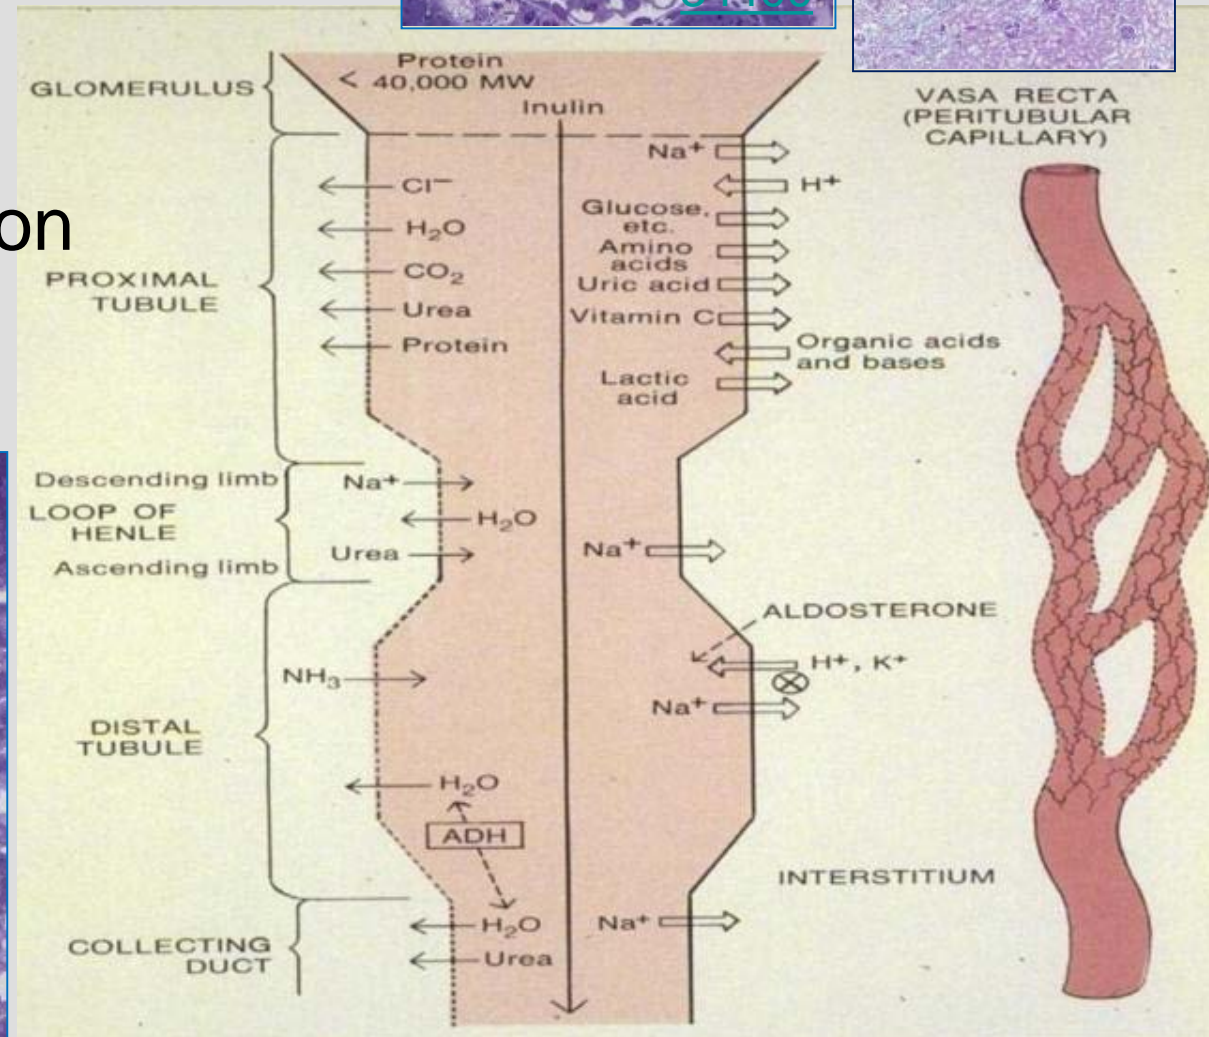 GLOMERULUS
Protein
< 40,000 MW
Inulin
VASA RECTA
(PERITUBULAR
CAPILLARY)
on
PROXIMAL
TUBULE
Cl⁻
H₂O
CO₂
Urea
Protein
Na⁺
H⁺
Glucose,
etc.
Amino
acids
Uric acid
Vitamin C
Organic acids
and bases
Lactic
acid
Descending limb
LOOP OF
HENLE
Ascending limb
Na⁺
H₂O
Urea
Na⁺
ALDOSTERONE
H⁺, K⁺
Na⁺
NH₃
DISTAL
TUBULE
H₂O
ADH
INTERSTITIUM
COLLECTING
DUCT
H₂O
Urea
Na⁺